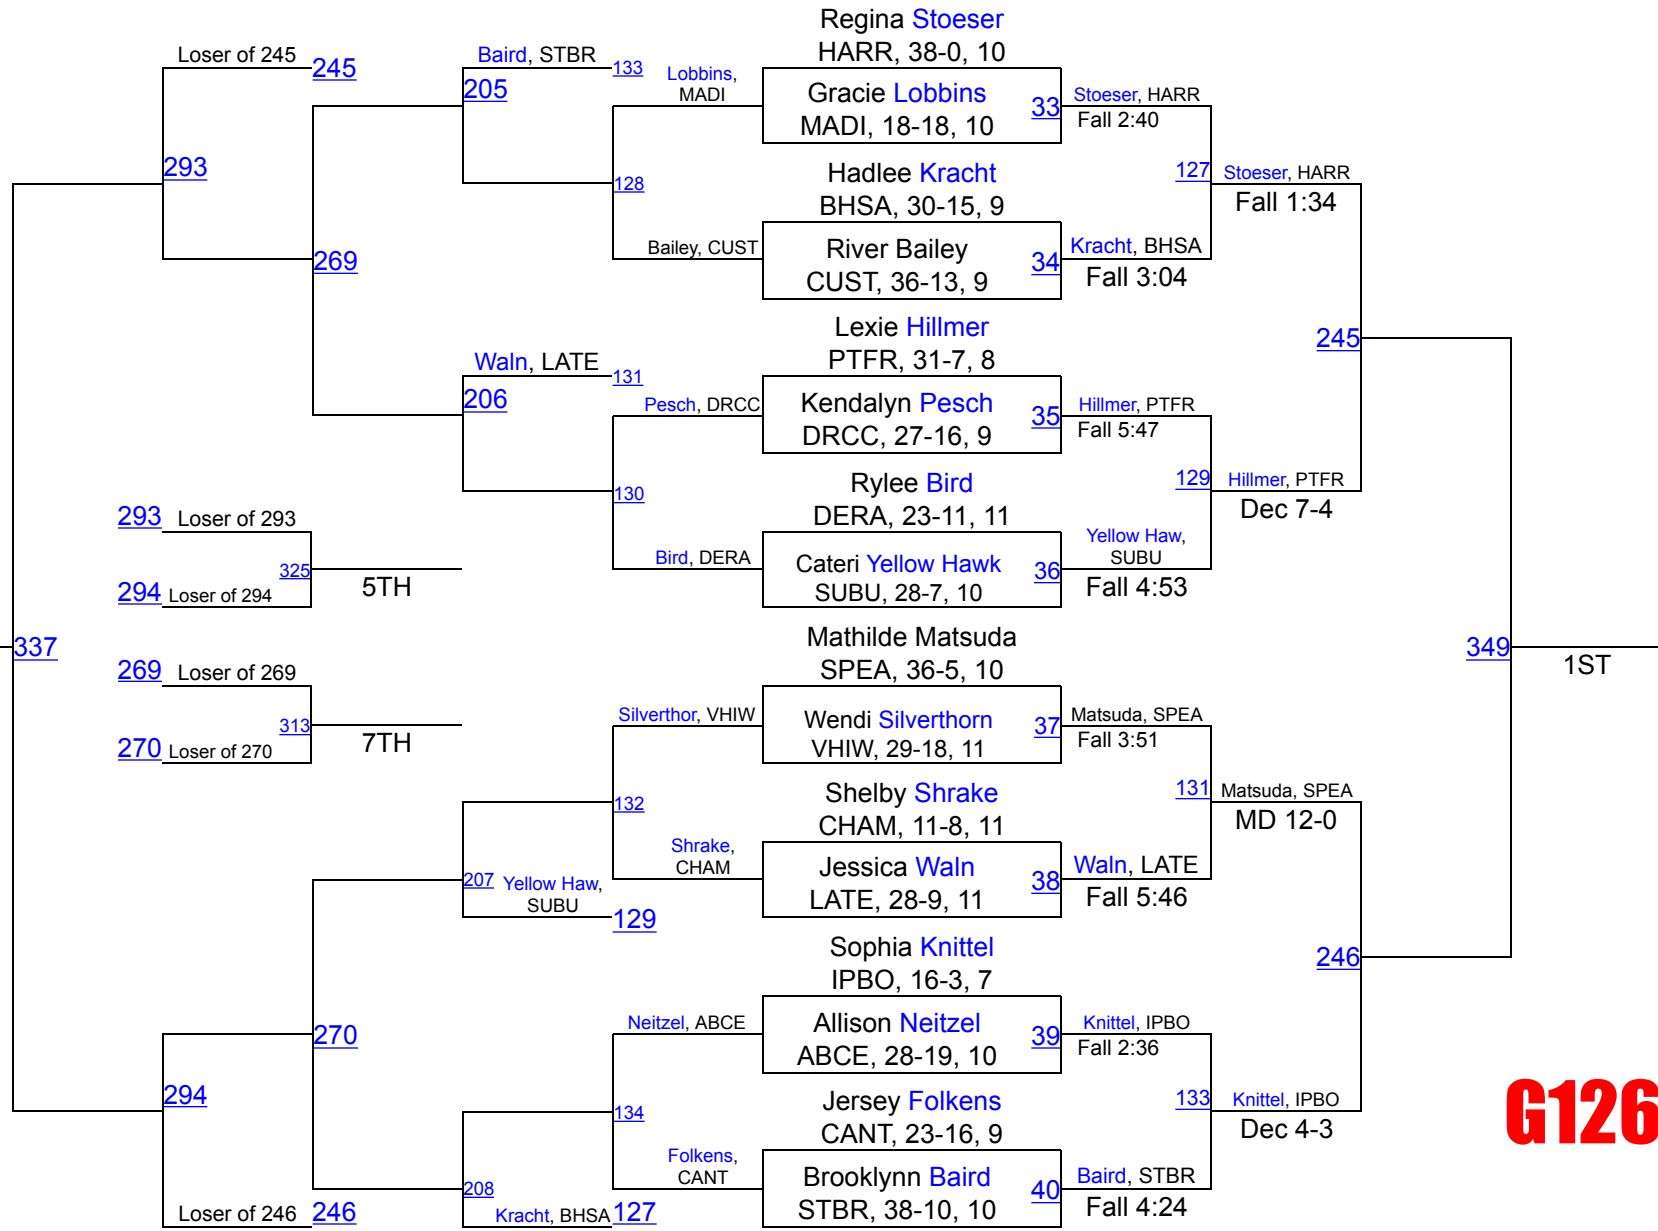 Regina Stoeser
HARR, 38-0, 10
Loser of 245
245
Baird, STBR
133
205
Lobbins,
MADI
Gracie Lobbins
MADI, 18-18, 10
33
Stoeser, HARR
Fall 2:40
293
128
Hadlee Kracht
BHSA, 30-15, 9
127
Stoeser, HARR
Fall 1:34
269
Bailey, CUST
River Bailey
CUST, 36-13, 9
34
Kracht, BHSA
Fall 3:04
Lexie Hillmer
PTFR, 31-7, 8
245
Waln, LATE
131
206
Pesch, DRCC
Kendalyn Pesch
DRCC, 27-16, 9
35
Hillmer, PTFR
Fall 5:47
130
Rylee Bird
DERA, 23-11, 11
129
Hillmer, PTFR
Dec 7-4
293
Loser of 293
325
5TH
294
Loser of 294
Bird, DERA
Cateri Yellow Hawk
SUBU, 28-7, 10
36
Yellow Haw,
SUBU
Fall 4:53
337
Mathilde Matsuda
SPEA, 36-5, 10
349
1ST
269
Loser of 269
313
7TH
270
Loser of 270
Silverthor, VHIW
Wendi Silverthorn
VHIW, 29-18, 11
37
Matsuda, SPEA
Fall 3:51
132
Shelby Shrake
CHAM, 11-8, 11
131
Matsuda, SPEA
MD 12-0
207
Yellow Haw,
SUBU
129
Shrake,
CHAM
Jessica Waln
LATE, 28-9, 11
38
Waln, LATE
Fall 5:46
Sophia Knittel
IPBO, 16-3, 7
246
270
Neitzel, ABCE
Allison Neitzel
ABCE, 28-19, 10
39
Knittel, IPBO
Fall 2:36
294
134
Jersey Folkens
CANT, 23-16, 9
133
Knittel, IPBO
Dec 4-3
G126
Folkens,
CANT
Brooklynn Baird
STBR, 38-10, 10
40
Baird, STBR
Fall 4:24
208
Loser of 246
246
Kracht, BHSA
127